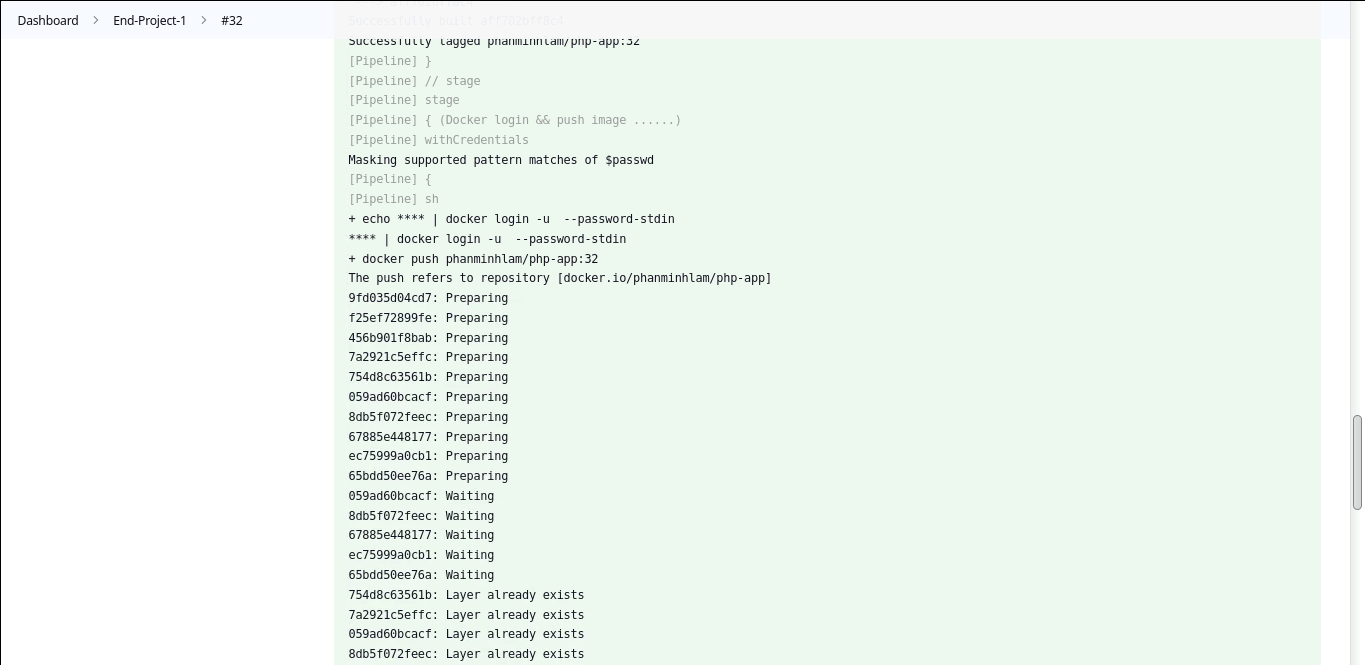 Dashboard > End-Project-1 > #32
Successfully built aff762bff8c4
Successfully tagged phanminhlam/php-app:32
[Pipeline] }
[Pipeline] // stage
[Pipeline] stage
[Pipeline] { (Docker login && push image ......)
[Pipeline] withCredentials
Masking supported pattern matches of $passwd
[Pipeline] {
[Pipeline] sh
+ echo **** | docker login -u  --password-stdin
**** | docker login -u  --password-stdin
+ docker push phanminhlam/php-app:32
The push refers to repository [docker.io/phanminhlam/php-app]
9fd035d04cd7: Preparing
f25ef72899fe: Preparing
456b901f8bab: Preparing
7a2921c5effc: Preparing
754d8c63561b: Preparing
059ad60bcacf: Preparing
8db5f072feec: Preparing
67885e448177: Preparing
ec75999a0cb1: Preparing
65bdd50ee76a: Preparing
059ad60bcacf: Waiting
8db5f072feec: Waiting
67885e448177: Waiting
ec75999a0cb1: Waiting
65bdd50ee76a: Waiting
754d8c63561b: Layer already exists
7a2921c5effc: Layer already exists
059ad60bcacf: Layer already exists
8db5f072feec: Layer already exists